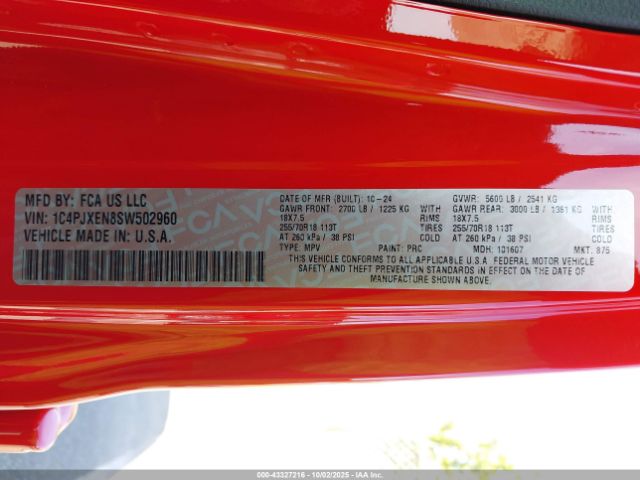 MFD BY: FCA US LLC
VIN: 1C4PJXEN8SW502960
VEHICLE MADE IN: U.S.A.
DATE OF MFR (BUILT): 10-24 GVWR: 5600 LB / 2541 KG
GAWR FRONT: 2700 LB / 1225 KG WITH GAWR REAR: 3000 LB / 1361 KG WITH
18X7.5 RIMS 18X7.5 RIMS
255/70R18 113T TIRES 255/70R18 113T TIRES
AT 260 kPa / 38 PSI COLD AT 260 kPa / 38 PSI COLD
TYPE: MPV PAINT: PRC MDH: 101607 MKT: 875
THIS VEHICLE CONFORMS TO ALL APPLICABLE U.S.A. FEDERAL MOTOR VEHICLE
SAFETY AND THEFT PREVENTION STANDARDS IN EFFECT ON THE DATE OF
MANUFACTURE SHOWN ABOVE.
000-43327216 - 10/02/2025 - IAA Inc.